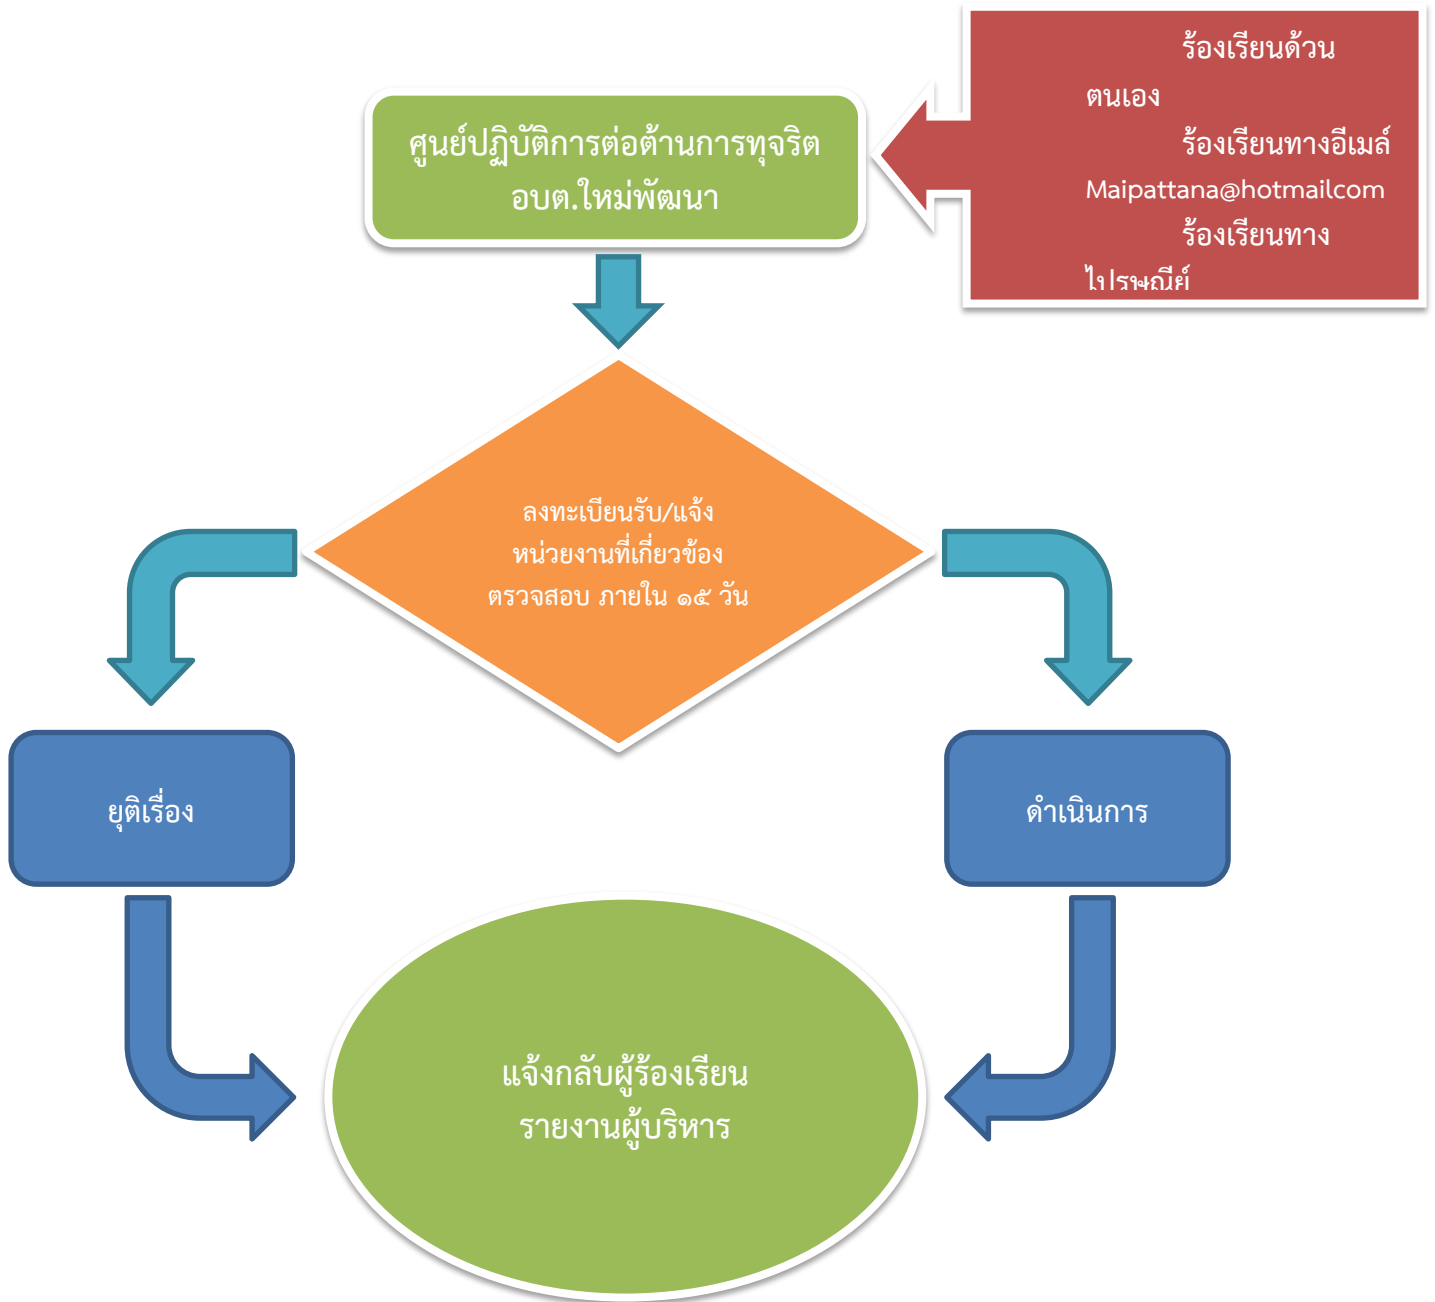 ร้องเรียนด้วน
ตนเอง
ร้องเรียนทางอีเมล์
Maipattana@hotmailcom
ร้องเรียนทาง
ไปรษณีย์
ศูนย์ปฏิบัติการต่อต้านการทุจริต
อบต.ใหม่พัฒนา
ลงทะเบียนรับ/แจ้ง
หน่วยงานที่เกี่ยวข้อง
ตรวจสอบ ภายใน ๑๕ วัน
ยุติเรื่อง
ดำเนินการ
แจ้งกลับผู้ร้องเรียน
รายงานผู้บริหาร